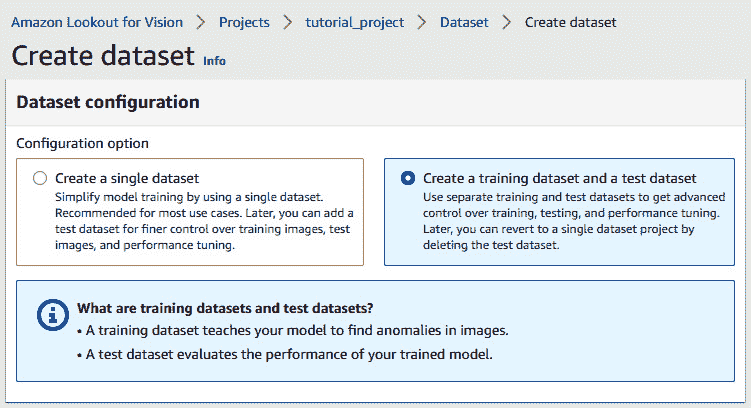 Amazon Lookout for Vision > Projects > tutorial_project > Dataset > Create dataset
Create dataset Info
Dataset configuration
Configuration option
Create a single dataset
Simplify model training by using a single dataset.
Recommended for most use cases. Later, you can add a
test dataset for finer control over training images, test
images, and performance tuning.
Create a training dataset and a test dataset
Use separate training and test datasets to get advanced
control over training, testing, and performance tuning.
Later, you can revert to a single dataset project by
deleting the test dataset.
What are training datasets and test datasets?
• A training dataset teaches your model to find anomalies in images.
• A test dataset evaluates the performance of your trained model.